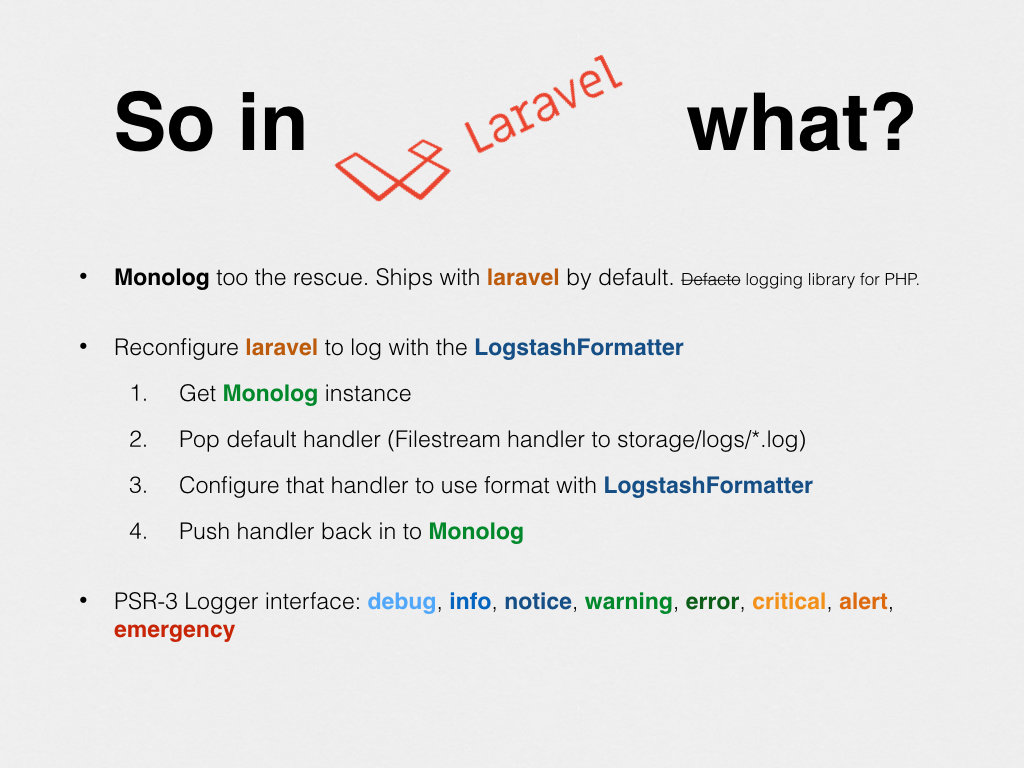 So in Laravel what?
• Monolog too the rescue. Ships with laravel by default. Defacto logging library for PHP.
• Reconfigure laravel to log with the LogstashFormatter
1. Get Monolog instance
2. Pop default handler (Filestream handler to storage/logs/*.log)
3. Configure that handler to use format with LogstashFormatter
4. Push handler back in to Monolog
• PSR-3 Logger interface: debug, info, notice, warning, error, critical, alert,
emergency